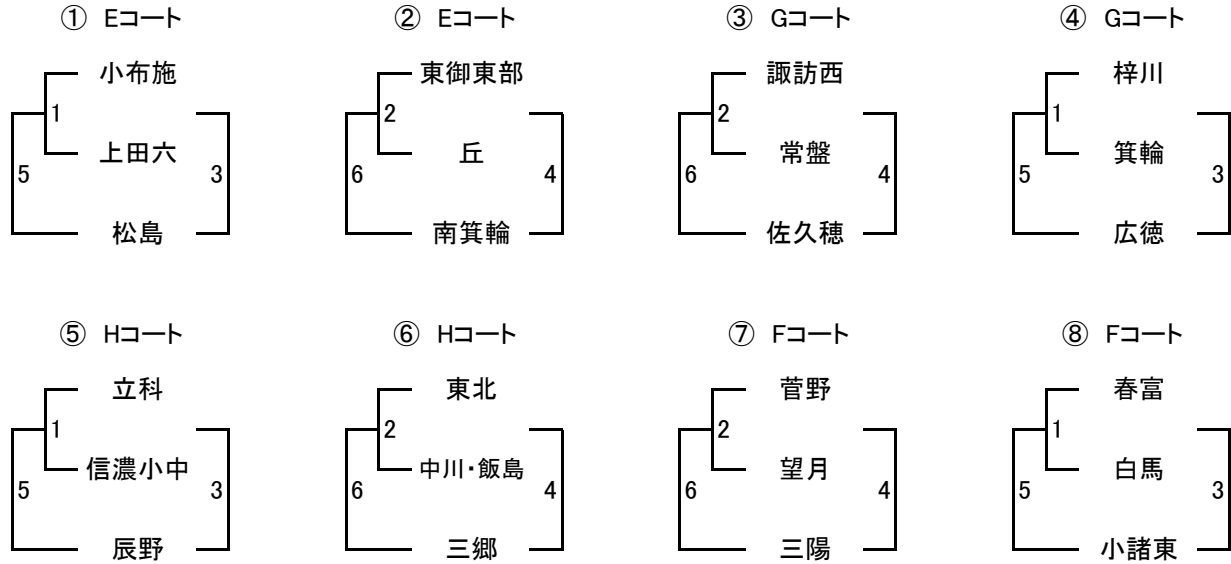 ① Eコート
② Eコート
③ Gコート
④ Gコート
小布施
東御東部
諏訪西
梓川
1
2
2
1
上田六
丘
常盤
箕輪
5
3
6
4
6
4
5
3
松島
南箕輪
佐久穂
広徳
⑤ Hコート
⑥ Hコート
⑦ Fコート
⑧ Fコート
立科
東北
菅野
春富
1
2
2
1
信濃小中
中川・飯島
望月
白馬
5
3
6
4
6
4
5
3
辰野
三郷
三陽
小諸東